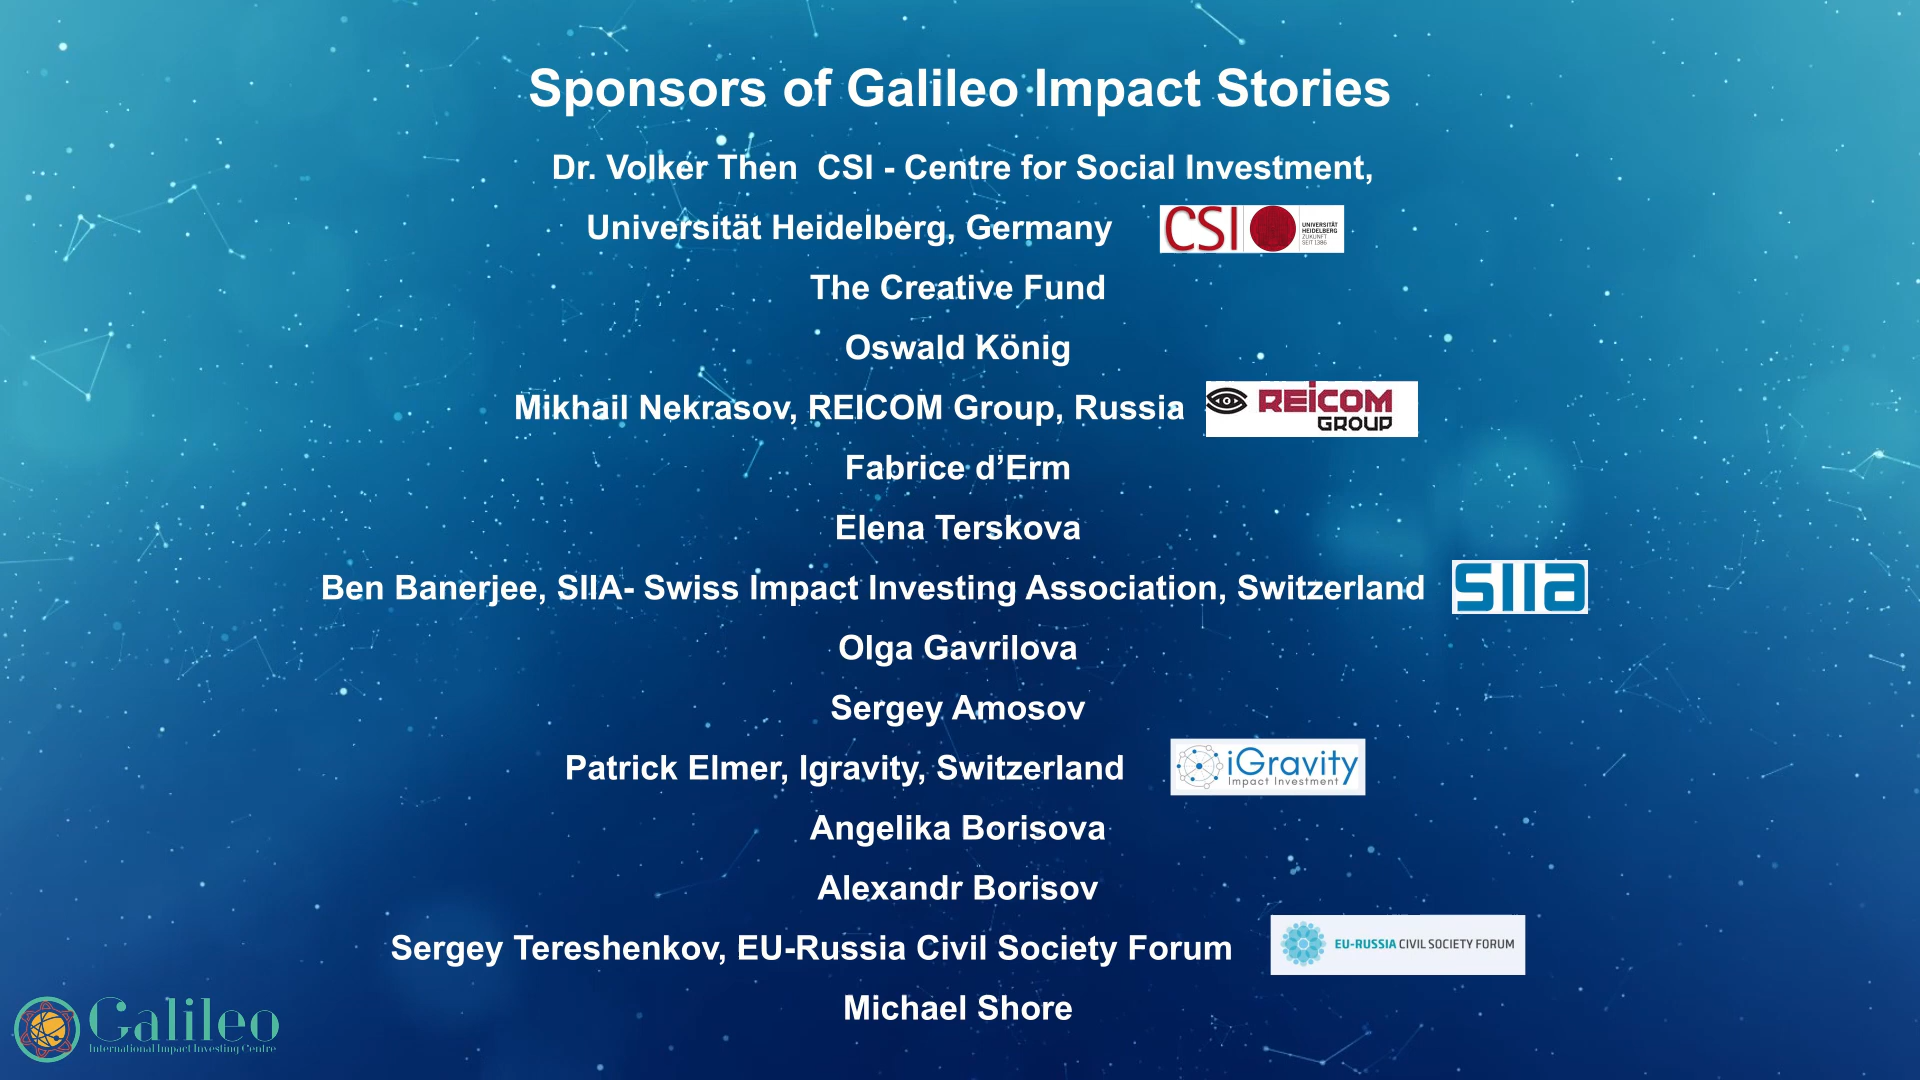 Sponsors of Galileo Impact Stories
Dr. Volker Then  CSI - Centre for Social Investment,
Universität Heidelberg, Germany
CSI
UNIVERSITÄT
HEIDELBERG
ZUKUNFT
SEIT 1386
The Creative Fund
Oswald König
Mikhail Nekrasov, REICOM Group, Russia
REICOM
GROUP
Fabrice d’Erm
Elena Terskova
Ben Banerjee, SIIA- Swiss Impact Investing Association, Switzerland
SIIa
Olga Gavrilova
Sergey Amosov
Patrick Elmer, Igravity, Switzerland
iGravity
Impact Investment
Angelika Borisova
Alexandr Borisov
Sergey Tereshenkov, EU-Russia Civil Society Forum
EU-RUSSIA CIVIL SOCIETY FORUM
Michael Shore
Galileo
International Impact Investing Centre